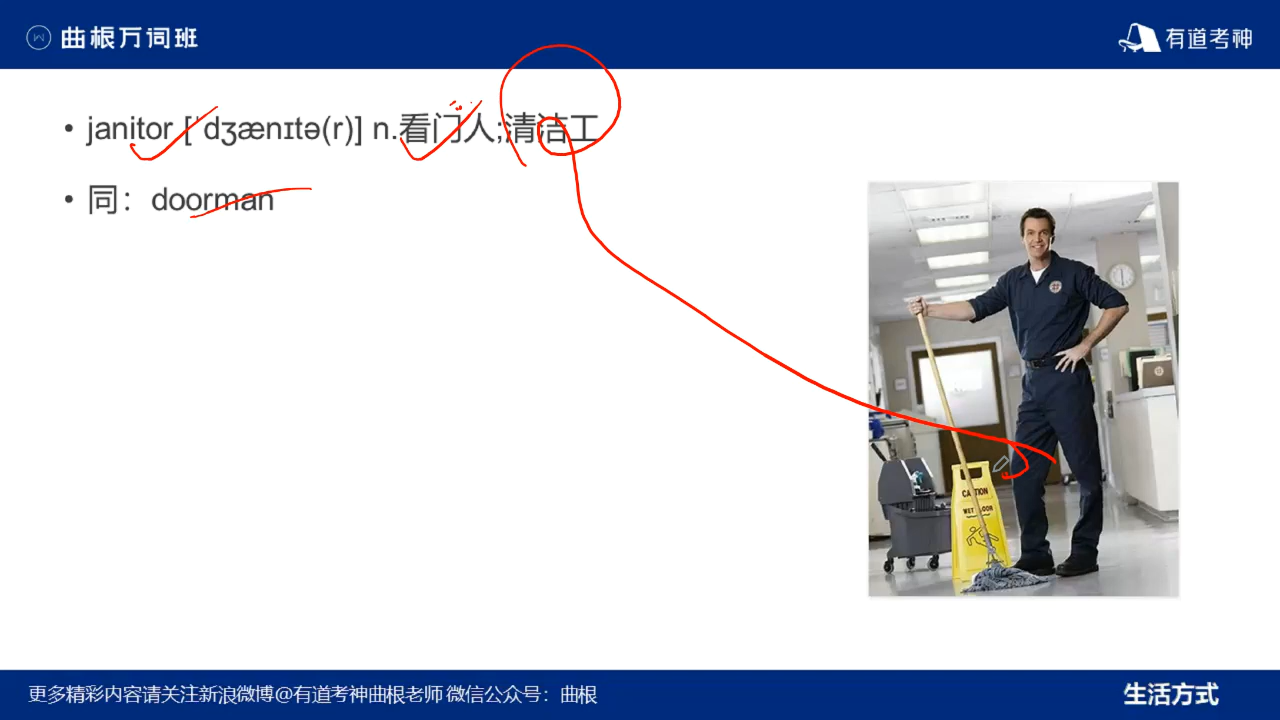 曲根万词班
有道考神
• janitor [ˈdʒænɪtə(r)] n.看门人;清洁工
• 同：doorman
CAUTION
WET FLOOR
更多精彩内容请关注新浪微博@有道考神曲根老师 微信公众号：曲根
生活方式